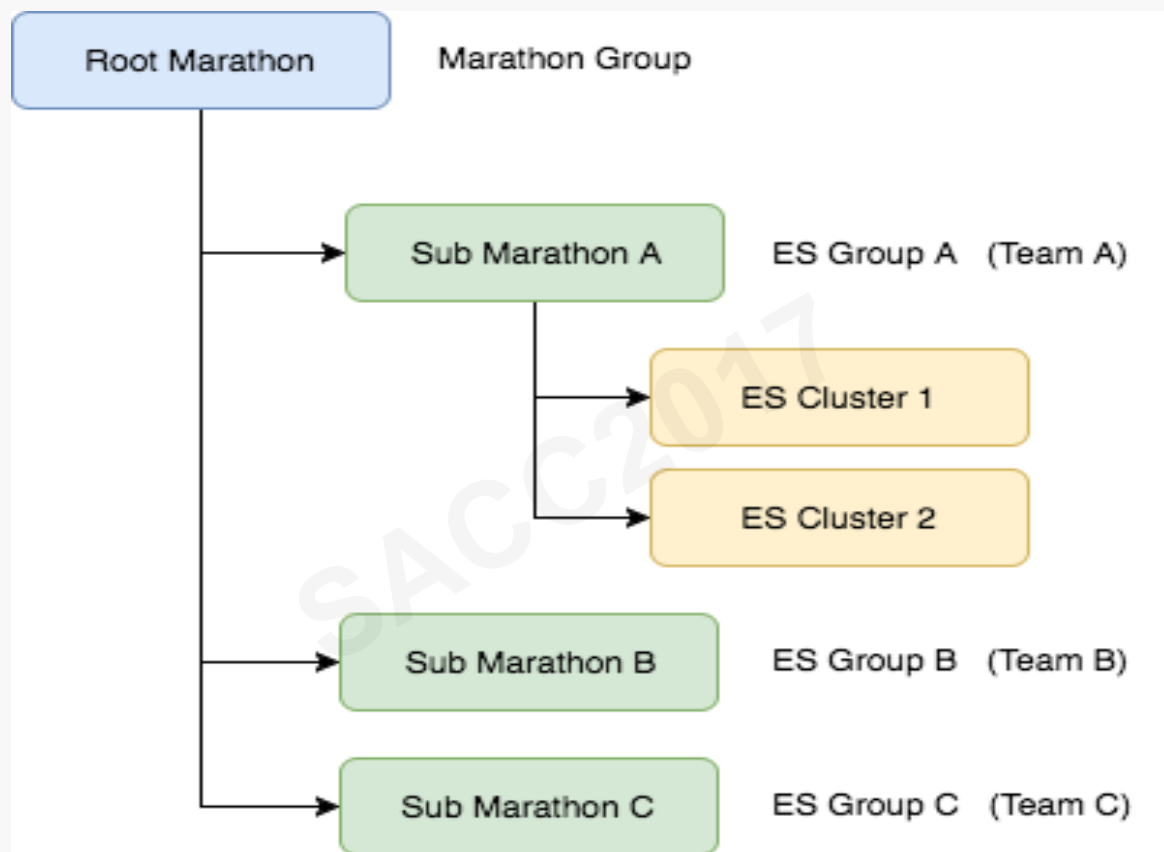 Root Marathon Marathon Group
Sub Marathon A ES Group A (Team A)
ES Cluster 1
ES Cluster 2
SACC2017
Sub Marathon B ES Group B (Team B)
Sub Marathon C ES Group C (Team C)